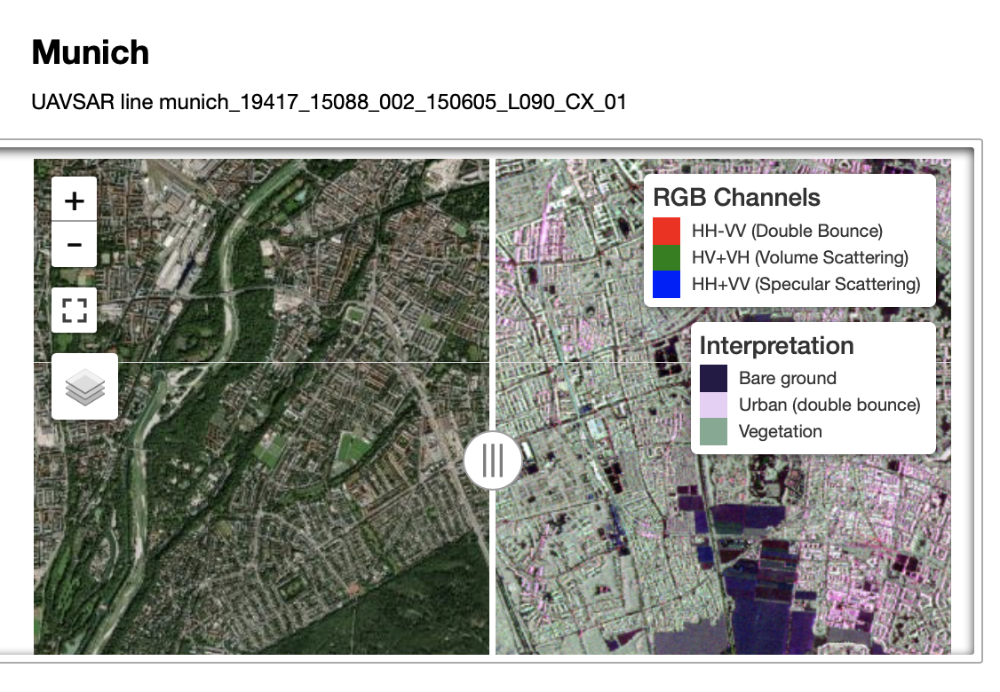 Munich
UAVSAR line munich_19417_15088_002_150605_L090_CX_01
+
−
RGB Channels
HH-VV (Double Bounce)
HV+VH (Volume Scattering)
HH+VV (Specular Scattering)
Interpretation
Bare ground
Urban (double bounce)
Vegetation